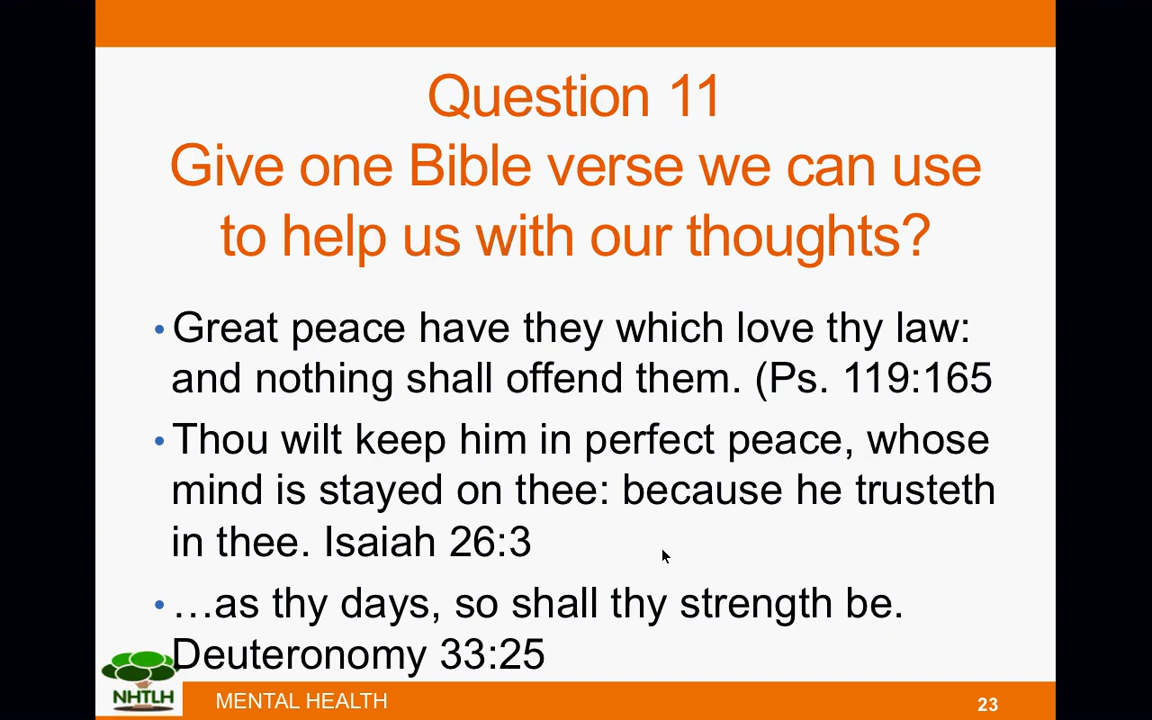 Question 11
Give one Bible verse we can use
to help us with our thoughts?
• Great peace have they which love thy law:
and nothing shall offend them. (Ps. 119:165
• Thou wilt keep him in perfect peace, whose
mind is stayed on thee: because he trusteth
in thee. Isaiah 26:3
• …as thy days, so shall thy strength be.
Deuteronomy 33:25
NHTLH
MENTAL HEALTH
23